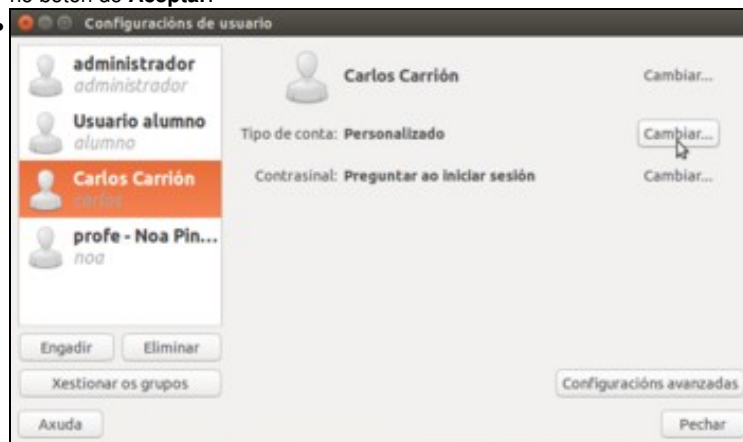 no botón de Aceptar.
Configuracións de usuario
administrador
administrador
Usuario alumno
alumno
Carlos Carrión
carlos
profe - Noa Pin...
noa
Engadir Eliminar
Xestionar os grupos
Axuda
Carlos Carrión Cambiar...
Tipo de conta: Personalizado Cambiar...
Contrasinal: Preguntar ao iniciar sesión Cambiar...
Configuracións avanzadas
Pechar